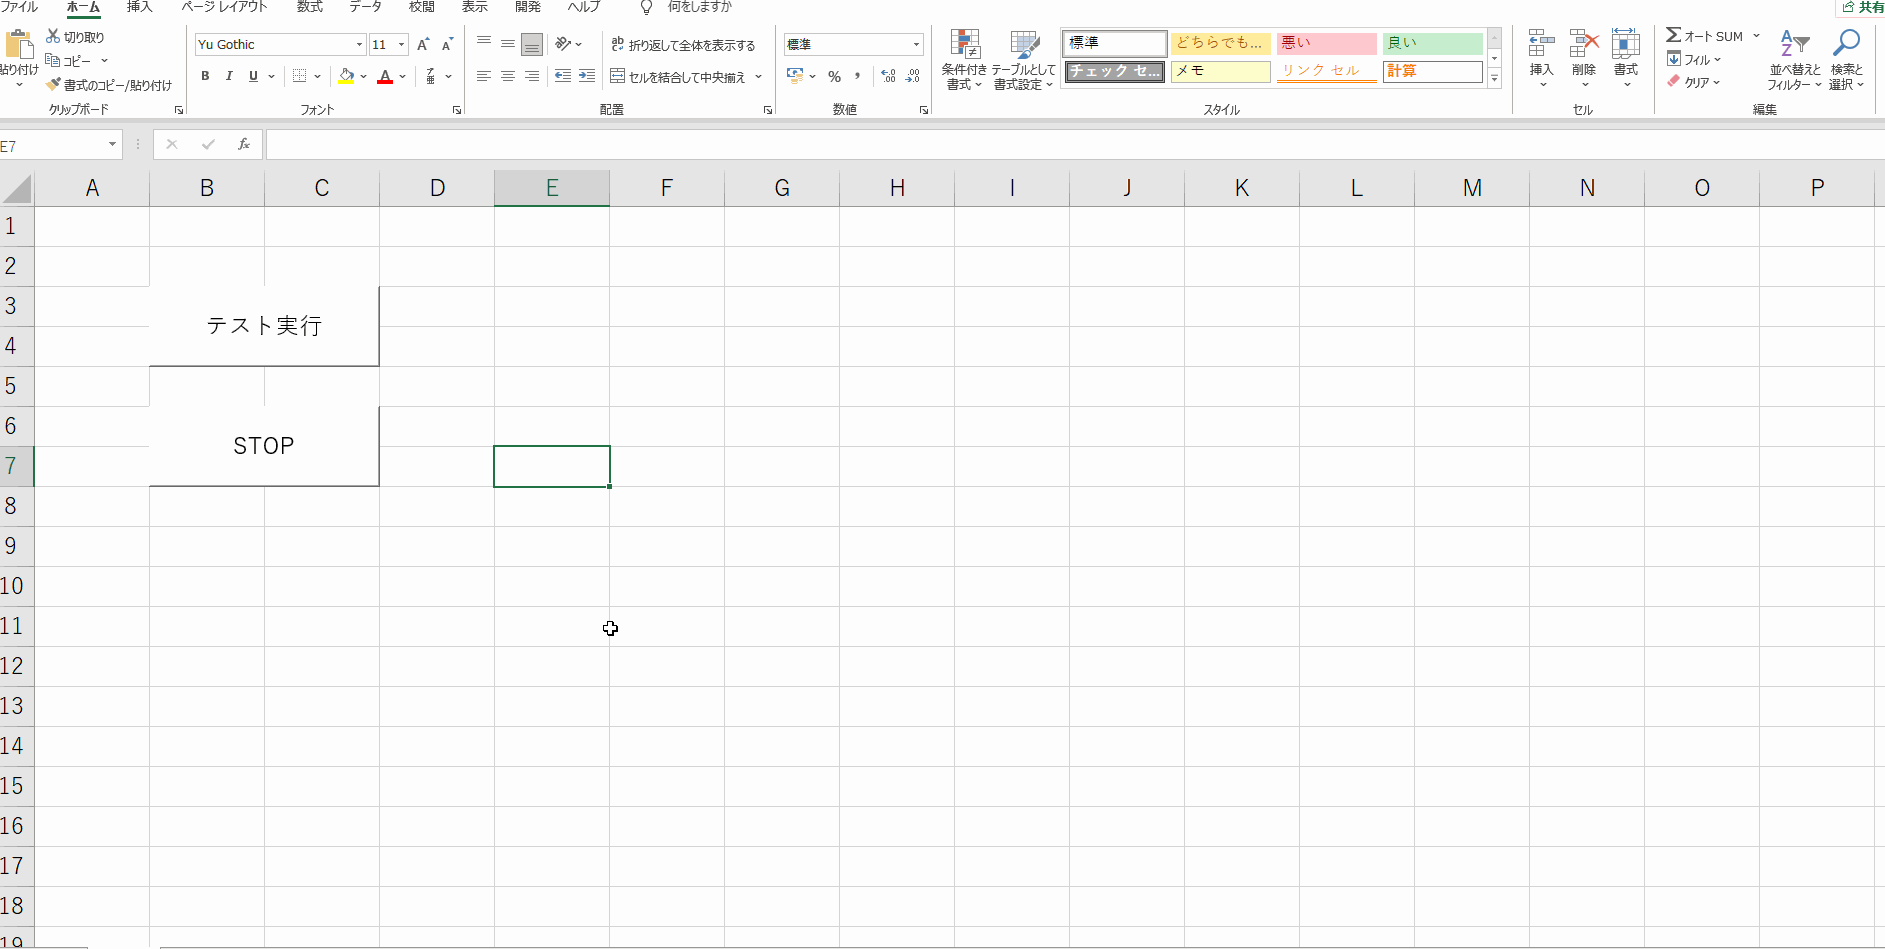 ファイル ホーム 挿入 ページ レイアウト 数式 データ 校閲 表示 開発 ヘルプ 何をしますか 共有
貼り付け 切り取り コピー 書式のコピー/貼り付け
クリップボード
Yu Gothic 11
B I U
フォント
折り返して全体を表示する
セルを結合して中央揃え
配置
標準
% ,
数値
条件付き書式 テーブルとして書式設定
標準 どちらでも... 悪い 良い
チェック セ... メモ リンク セル 計算
スタイル
挿入 削除 書式
セル
オート SUM
フィル
クリア
並べ替えと フィルター 検索と 選択
編集
E7 fx
A B C D E F G H I J K L M N O P
1
2
3
テスト実行
4
5
6
STOP
7
8
9
10
11
12
13
14
15
16
17
18
19